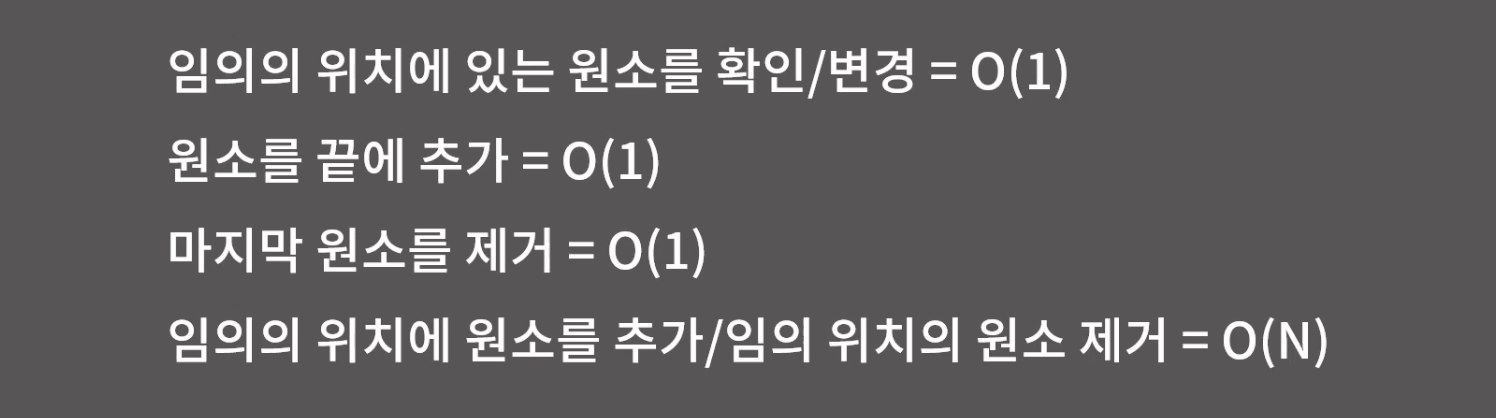 임의의 위치에 있는 원소를 확인/변경 = O(1)
원소를 끝에 추가 = O(1)
마지막 원소를 제거 = O(1)
임의의 위치에 원소를 추가/임의 위치의 원소 제거 = O(N)